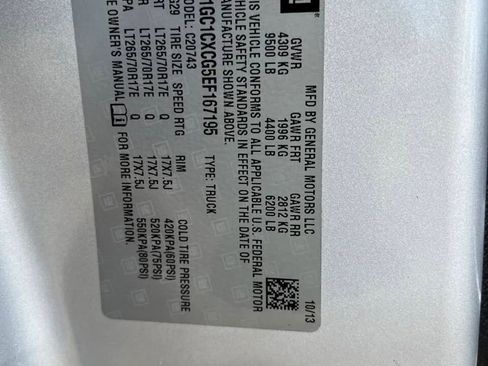 MFD BY GENERAL MOTORS LLC
10/13
GVWR GAWR FRT GAWR RR
4309 KG 1996 KG 2812 KG
9500 LB 4400 LB 6200 LB
IS VEHICLE CONFORMS TO ALL APPLICABLE U.S. FEDERAL MOTOR
VEHICLE SAFETY STANDARDS IN EFFECT ON THE DATE OF
MANUFACTURE SHOWN ABOVE.
1GC1CXCG5EF167195 TYPE: TRUCK
MODEL: C20743
G29 TIRE SIZE SPEED RTG RIM COLD TIRE PRESSURE
RT LT265/70R17E Q 17X7.5J 420KPA(60PSI)
LT265/70R17E Q 17X7.5J 520KPA(75PSI)
PA LT265/70R17E Q 17X7.5J 550KPA(80PSI)
E OWNER'S MANUAL FOR MORE INFORMATION.